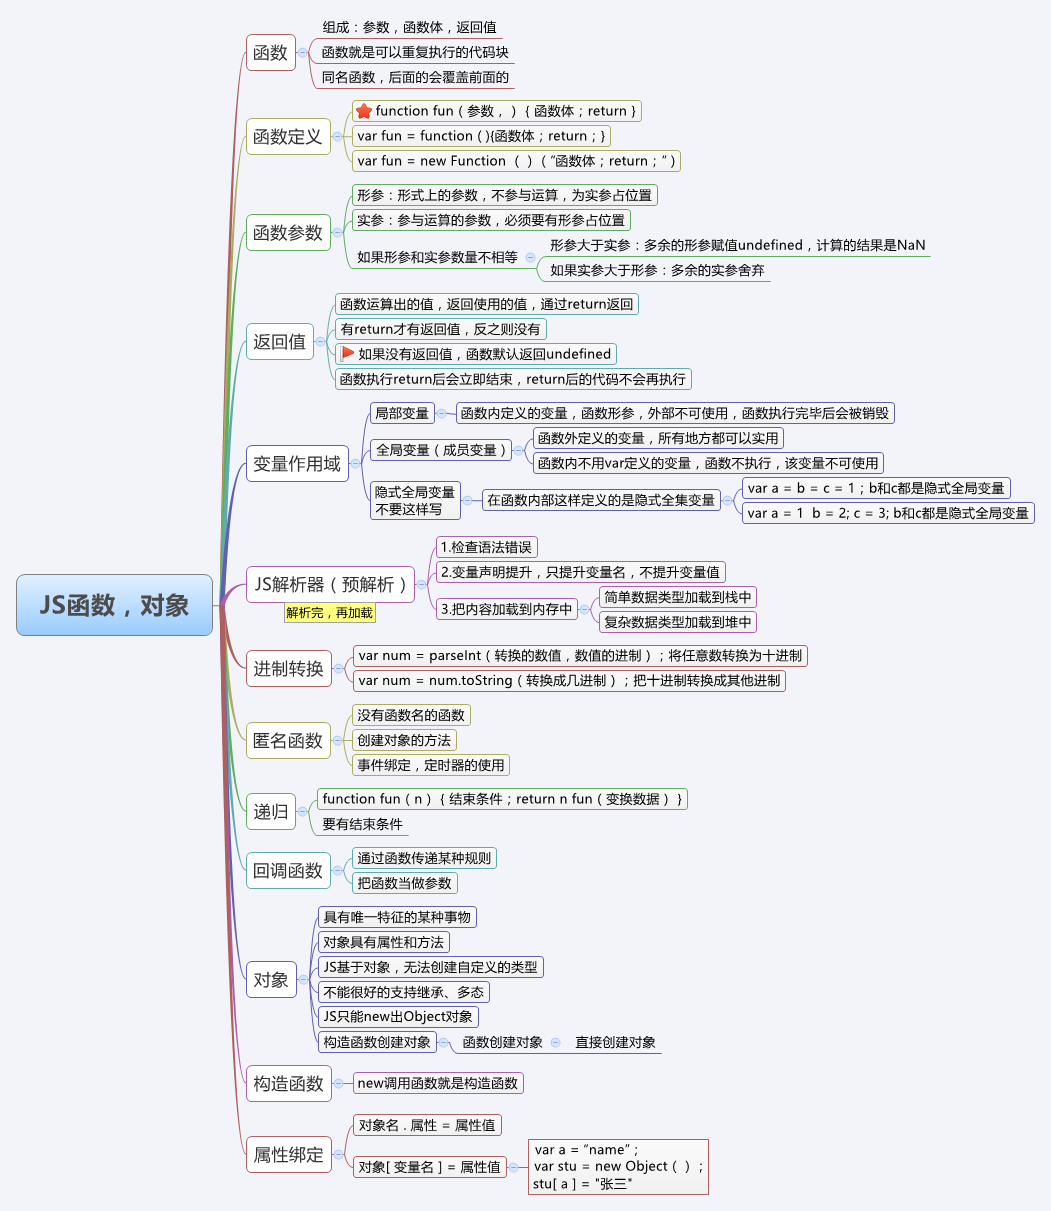 JS函数，对象
函数
组成：参数，函数体，返回值
函数就是可以重复执行的代码块
同名函数，后面的会覆盖前面的
函数定义
function fun ( 参数， ) { 函数体；return }
var fun = function ( ){函数体；return；}
var fun = new Function ( ) ( “函数体；return；” )
函数参数
形参：形式上的参数，不参与运算，为实参占位置
实参：参与运算的参数，必须要有形参占位置
如果形参和实参数量不相等
形参大于实参：多余的形参赋值undefined，计算的结果是NaN
如果实参大于形参：多余的实参舍弃
返回值
函数运算出的值，返回使用的值，通过return返回
有return才有返回值，反之则没有
如果没有返回值，函数默认返回undefined
函数执行return后会立即结束，return后的代码不会再执行
变量作用域
局部变量
函数内定义的变量，函数形参，外部不可使用，函数执行完毕后会被销毁
全局变量（成员变量）
函数外定义的变量，所有地方都可以实用
函数内不用var定义的变量，函数不执行，该变量不可使用
隐式全局变量
不要这样写
在函数内部这样定义的是隐式全集变量
var a = b = c = 1；b和c都是隐式全局变量
var a = 1 b = 2; c = 3; b和c都是隐式全局变量
JS解析器（预解析）
解析完，再加载
1.检查语法错误
2.变量声明提升，只提升变量名，不提升变量值
3.把内容加载到内存中
简单数据类型加载到栈中
复杂数据类型加载到堆中
进制转换
var num = parseInt ( 转换的数值，数值的进制 )；将任意数转换为十进制
var num = num.toString ( 转换成几进制 )；把十进制转换成其他进制
匿名函数
没有函数名的函数
创建对象的方法
事件绑定，定时器的使用
递归
function fun ( n ) { 结束条件；return n fun ( 变换数据 ) }
要有结束条件
回调函数
通过函数传递某种规则
把函数当做参数
对象
具有唯一特征的某种事物
对象具有属性和方法
JS基于对象，无法创建自定义的类型
不能很好的支持继承、多态
JS只能new出Object对象
构造函数创建对象
函数创建对象
直接创建对象
构造函数
new调用函数就是构造函数
属性绑定
对象名 . 属性 = 属性值
对象[ 变量名 ] = 属性值
var a = “name”；
var stu = new Object ( ) ；
stu[ a ] = "张三"